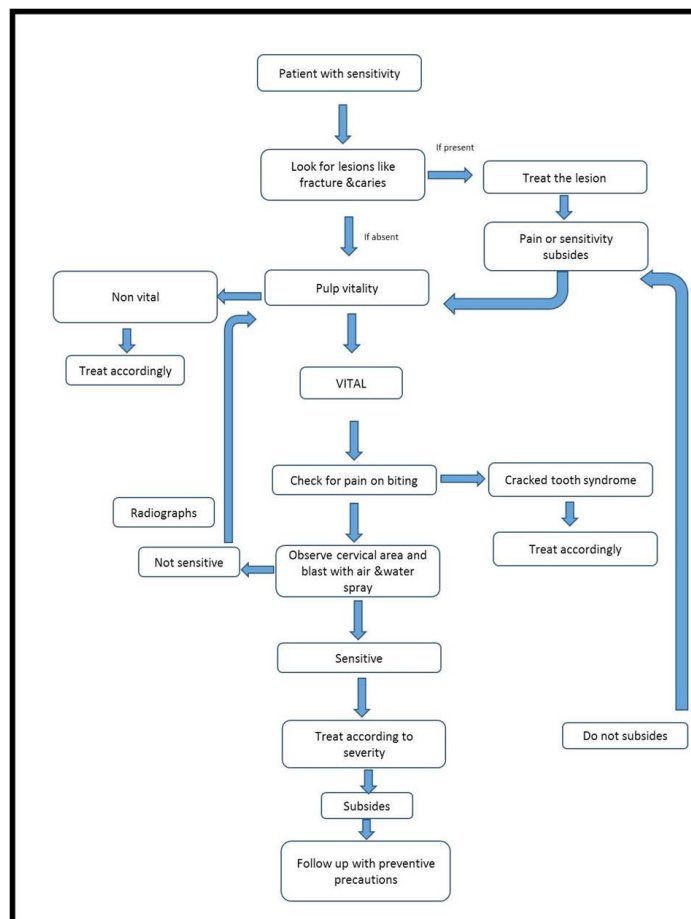 Patient with sensitivity
If present
Look for lesions like
fracture &caries
Treat the lesion
If absent
Pain or sensitivity
subsides
Non vital
Pulp vitality
Treat accordingly
VITAL
Check for pain on biting
Cracked tooth syndrome
Radiographs
Treat accordingly
Not sensitive
Observe cervical area and
blast with air &water
spray
Sensitive
Treat according to
severity
Do not subsides
Subsides
Follow up with preventive
precautions